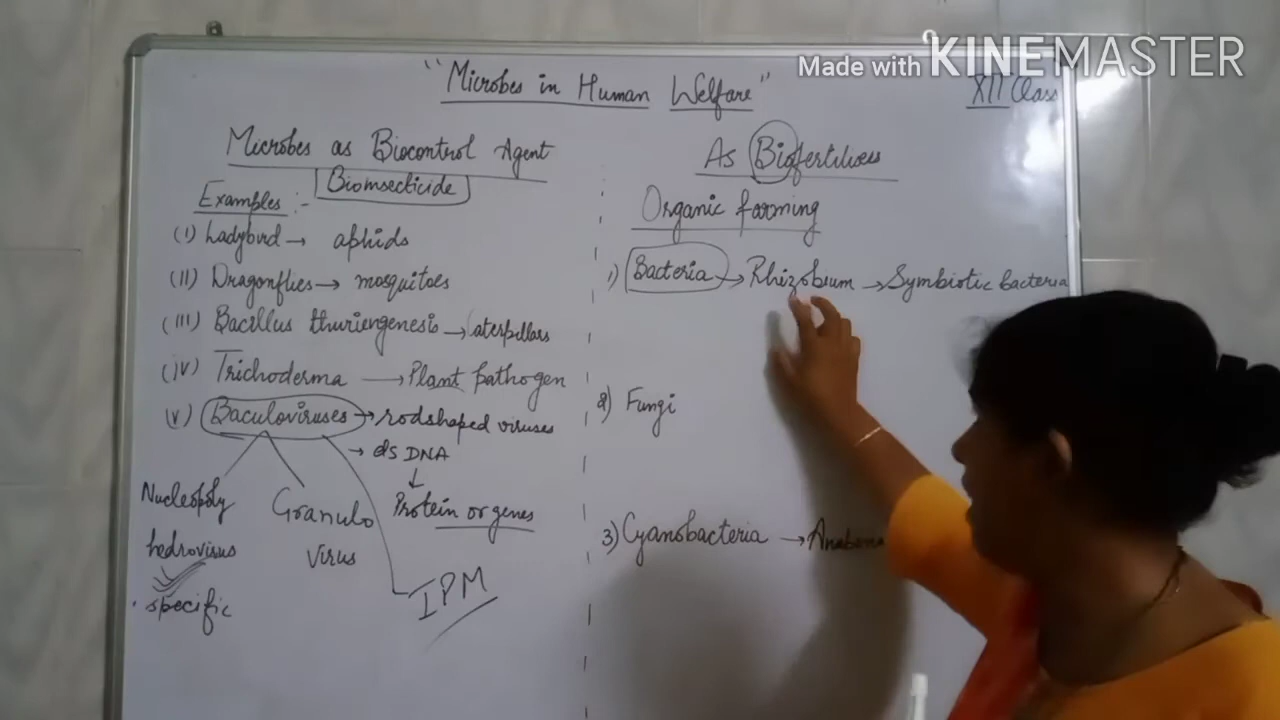 Made with KINEMASTER
"Microbes in Human Welfare"
XII Class
Microbes as Biocontrol Agent
Bioinsecticide
Examples :-
(I) Ladybird → aphids
(II) Dragonflies → mosquitoes
(III) Bacillus thuriengenesis → Caterpillars
(iv) Trichoderma → Plant pathogen
(v) Baculoviruses → rodshaped viruses
→ ds DNA
↓
Protein or genes
Nucleopoly
hedrovirus
specific
Granulo
virus
IPM
As Biofertilisers
Organic farming
1) Bacteria → Rhizobium → Symbiotic bacteria
2) Fungi
3) Cyanobacteria → Anabena